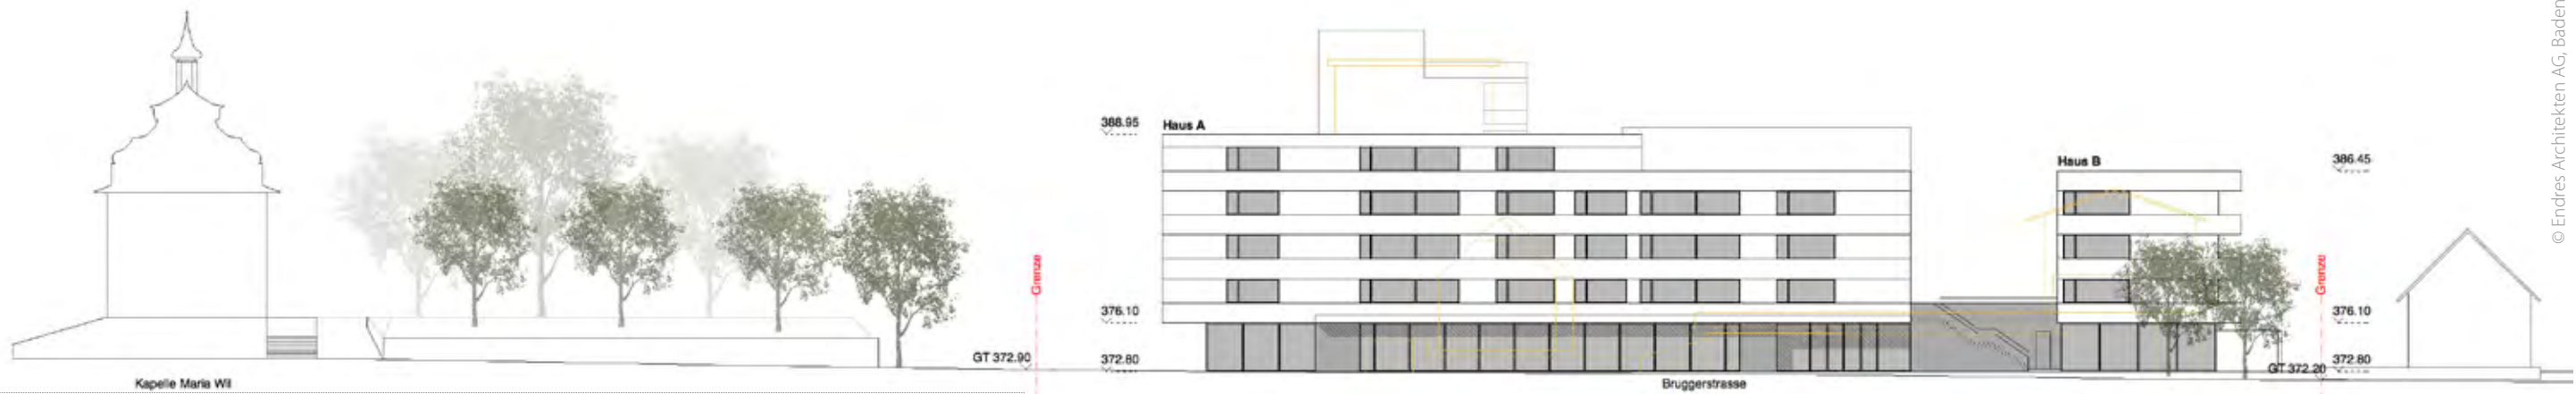 © Endres Architekten AG, Baden
388.95
Haus A
Haus B
386.45
Grenze
Grenze
376.10
376.10
GT 372.90
372.80
GT 372.20
372.80
Kapelle Maria Wil
Bruggerstrasse